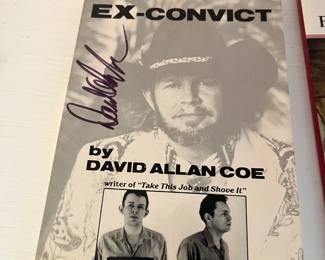 EX-CONVICT
by
DAVID ALLAN COE
writer of "Take This Job and Shove It"